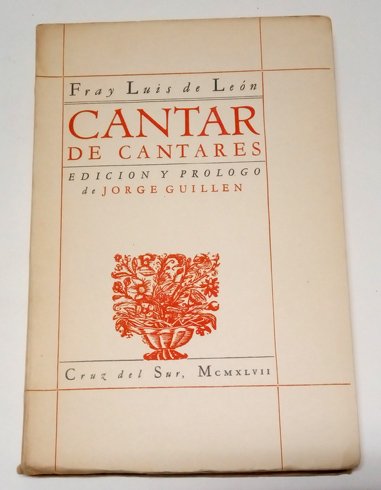 Fray Luis de León
CANTAR
DE CANTARES
EDICION Y PROLOGO
de JORGE GUILLEN
Cruz del Sur, MCMXLVII